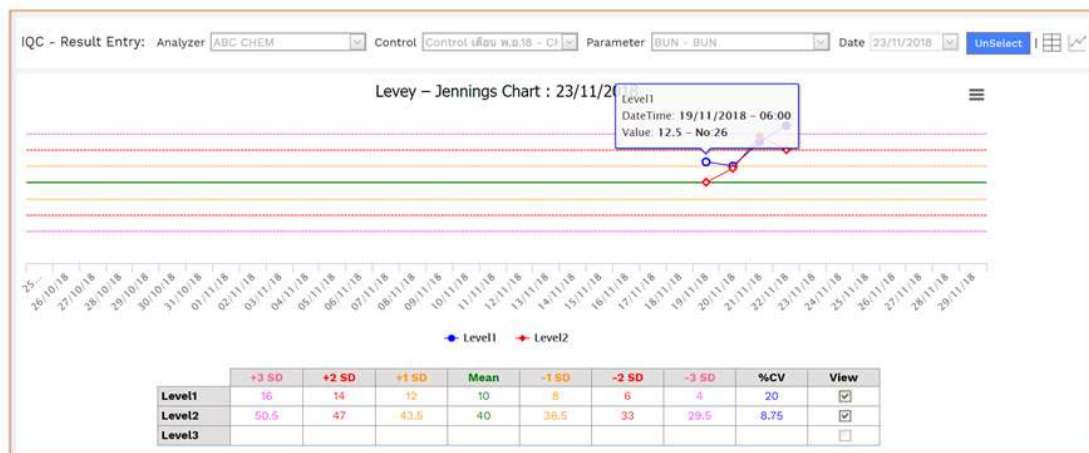 IQC - Result Entry: Analyzer ABC CHEM Control Control เดือน พ.ย.18 - CH Parameter BUN - BUN Date 23/11/2018 UnSelect
Levey – Jennings Chart : 23/11/2018
Level1
DateTime: 19/11/2018 - 06:00
Value: 12.5 - No:26
25... 26/10/18 27/10/18 28/10/18 29/10/18 30/10/18 31/10/18 01/11/18 02/11/18 03/11/18 04/11/18 05/11/18 06/11/18 07/11/18 08/11/18 09/11/18 10/11/18 11/11/18 12/11/18 13/11/18 14/11/18 15/11/18 16/11/18 17/11/18 18/11/18 19/11/18 20/11/18 21/11/18 22/11/18 23/11/18 24/11/18 25/11/18 26/11/18 27/11/18 28/11/18 29/11/18
Level1 Level2
+3 SD +2 SD +1 SD Mean -1 SD -2 SD -3 SD %CV View
Level1 16 14 12 10 8 6 4 20
Level2 50.5 47 43.5 40 36.5 33 29.5 8.75
Level3